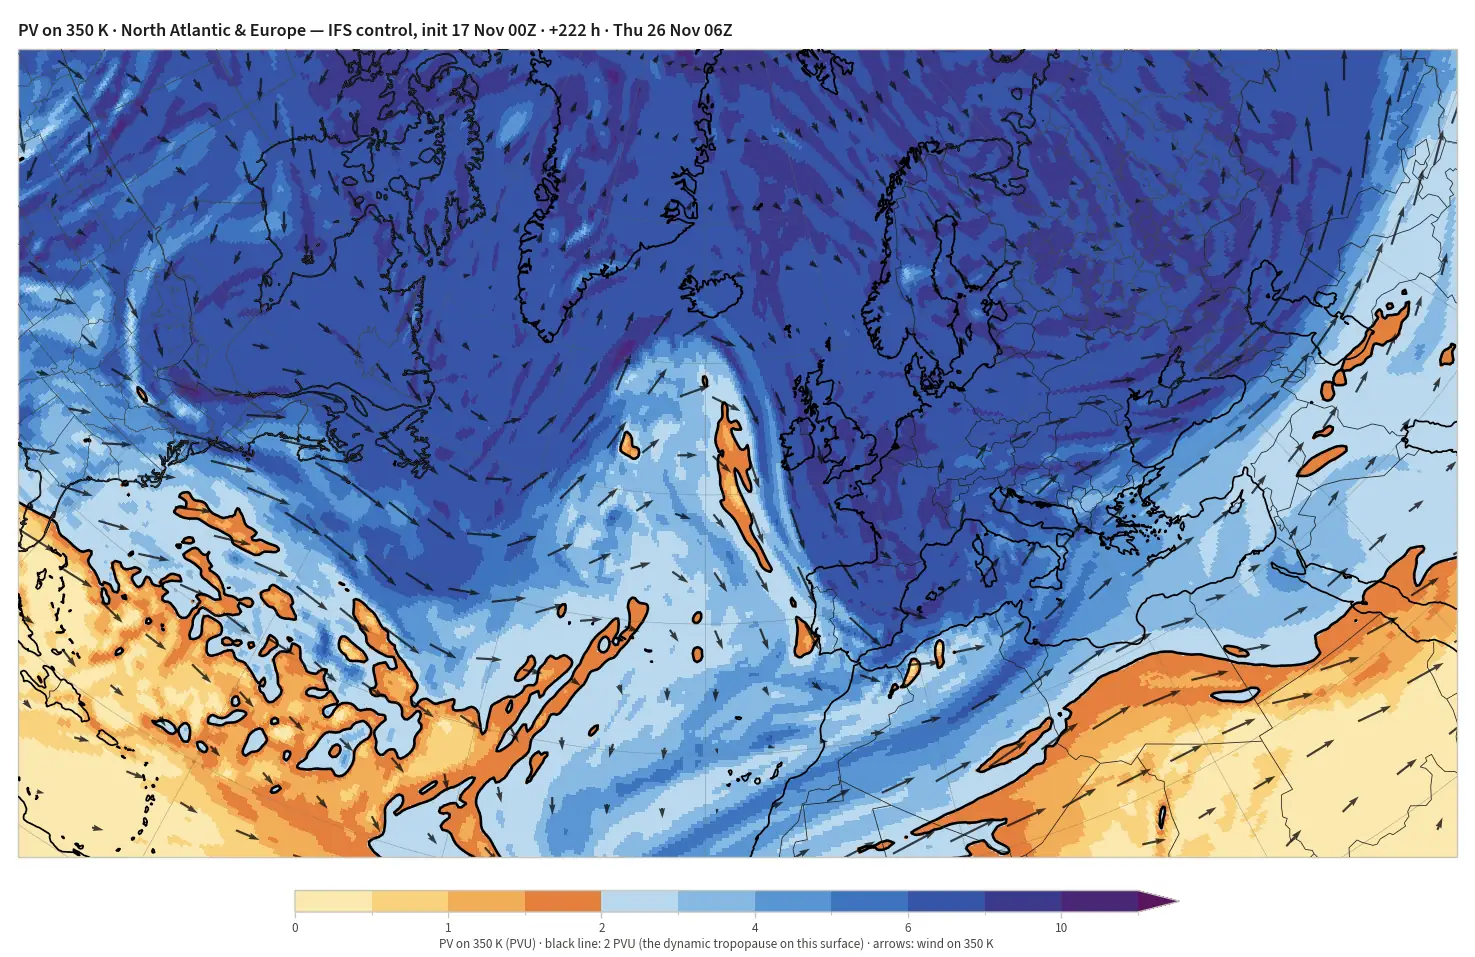 PV on 350 K · North Atlantic & Europe — IFS control, init 17 Nov 00Z · +222 h · Thu 26 Nov 06Z
0 1 2 4 6 10
PV on 350 K (PVU) · black line: 2 PVU (the dynamic tropopause on this surface) · arrows: wind on 350 K